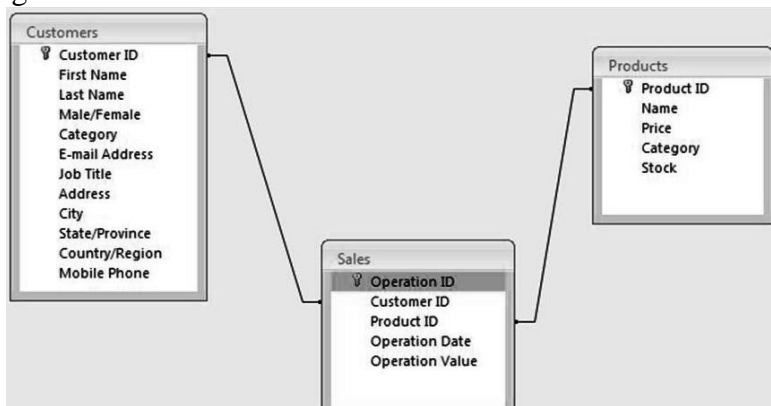 Customers
Customer ID
First Name
Last Name
Male/Female
Category
E-mail Address
Job Title
Address
City
State/Province
Country/Region
Mobile Phone
Products
Product ID
Name
Price
Category
Stock
Sales
Operation ID
Customer ID
Product ID
Operation Date
Operation Value